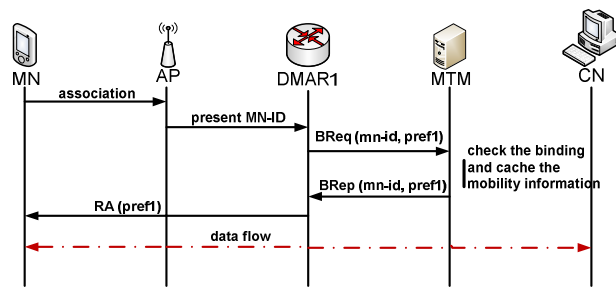 MN
AP
DMAR1
MTM
CN
association
present MN-ID
BReq (mn-id, pref1)
check the binding
and cache the
mobility information
BRep (mn-id, pref1)
RA (pref1)
data flow